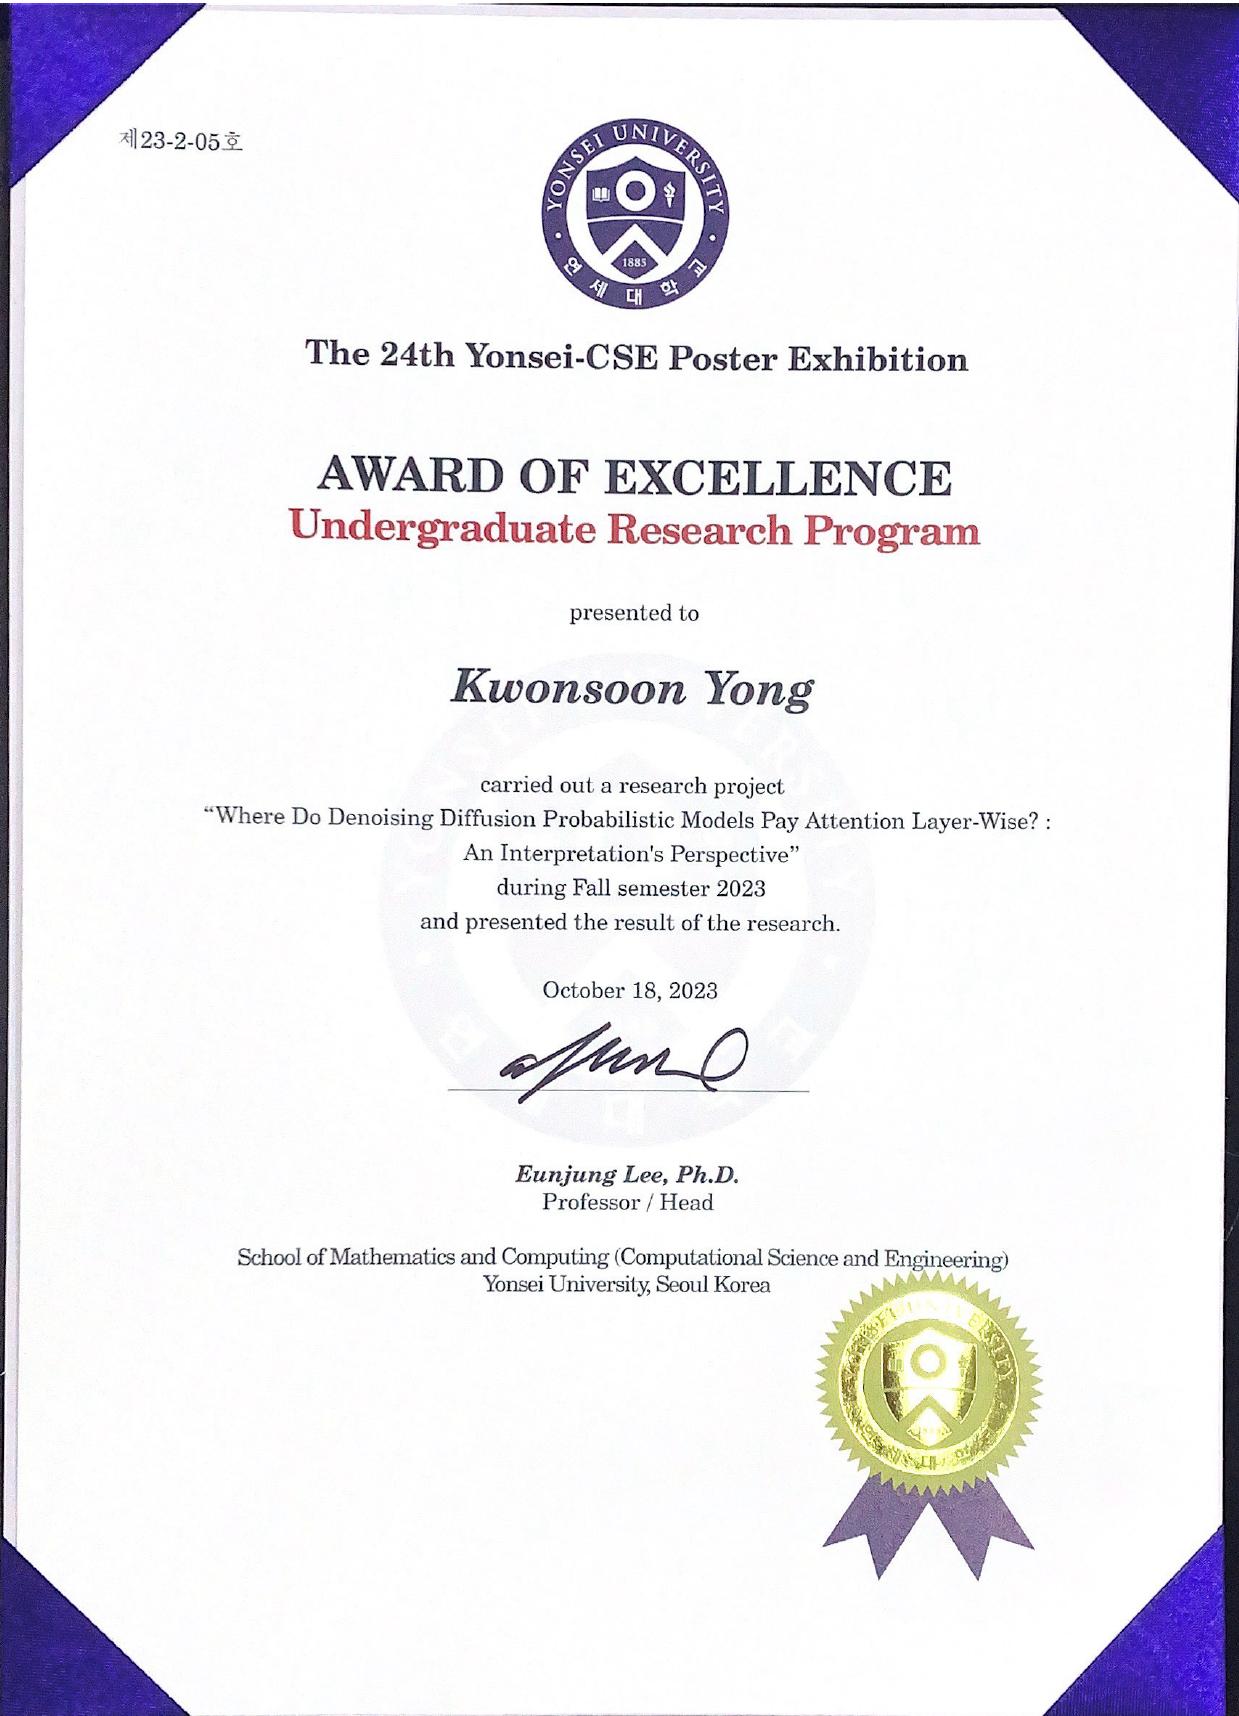 제23-2-05호
YONSEI UNIVERSITY
1885
연세대학교
The 24th Yonsei-CSE Poster Exhibition
AWARD OF EXCELLENCE
Undergraduate Research Program
presented to
Kwonsoon Yong
carried out a research project
“Where Do Denoising Diffusion Probabilistic Models Pay Attention Layer-Wise? :
An Interpretation's Perspective”
during Fall semester 2023
and presented the result of the research.
October 18, 2023
Eunjung Lee, Ph.D.
Professor / Head
School of Mathematics and Computing (Computational Science and Engineering)
Yonsei University, Seoul Korea